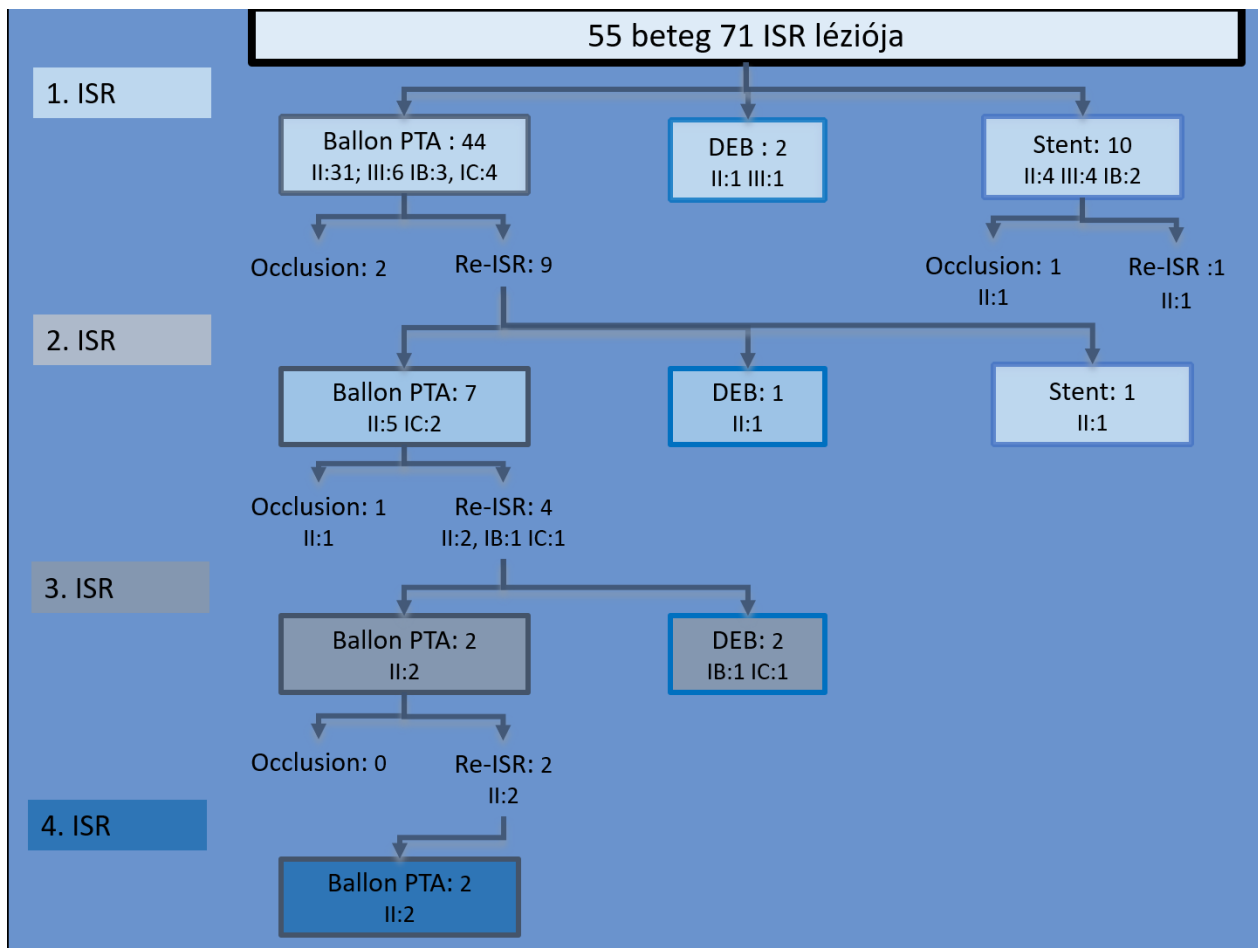 55 beteg 71 ISR léziója
1. ISR
Ballon PTA : 44
II:31; III:6 IB:3, IC:4
DEB : 2
II:1 III:1
Stent: 10
II:4 III:4 IB:2
Occlusion: 2
Re-ISR: 9
Occlusion: 1
II:1
Re-ISR :1
II:1
2. ISR
Ballon PTA: 7
II:5 IC:2
DEB: 1
II:1
Stent: 1
II:1
Occlusion: 1
II:1
Re-ISR: 4
II:2, IB:1 IC:1
3. ISR
Ballon PTA: 2
II:2
DEB: 2
IB:1 IC:1
Occlusion: 0
Re-ISR: 2
II:2
4. ISR
Ballon PTA: 2
II:2